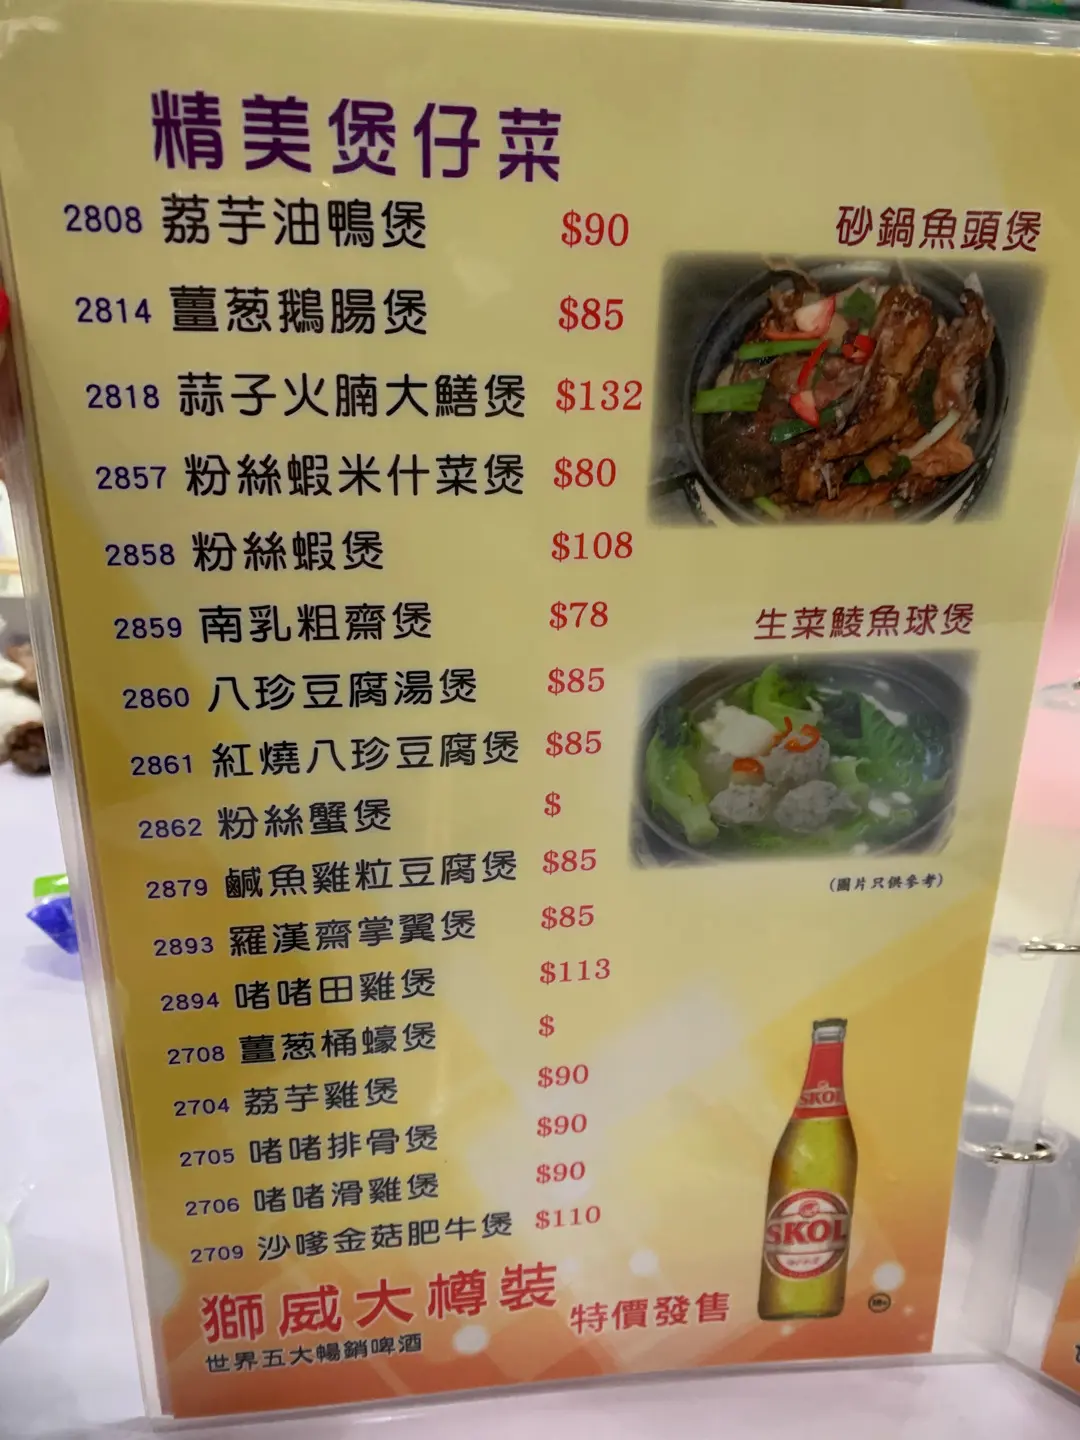 精美煲仔菜
2808 荔芋油鴨煲 $90
2814 薑葱鵝腸煲 $85
2818 蒜子火腩大鱔煲 $132
2857 粉絲蝦米什菜煲 $80
2858 粉絲蝦煲 $108
2859 南乳粗齋煲 $78
2860 八珍豆腐湯煲 $85
2861 紅燒八珍豆腐煲 $85
2862 粉絲蟹煲 $
2879 鹹魚雞粒豆腐煲 $85
2893 羅漢齋掌翼煲 $85
2894 啫啫田雞煲 $113
2708 薑葱桶蠔煲 $
2704 荔芋雞煲 $90
2705 啫啫排骨煲 $90
2706 啫啫滑雞煲 $90
2709 沙嗲金菇肥牛煲 $110
砂鍋魚頭煲
生菜鯪魚球煲
(圖片只供參考)
SKOL
SKOL
獅威大樽裝 特價發售
世界五大暢銷啤酒